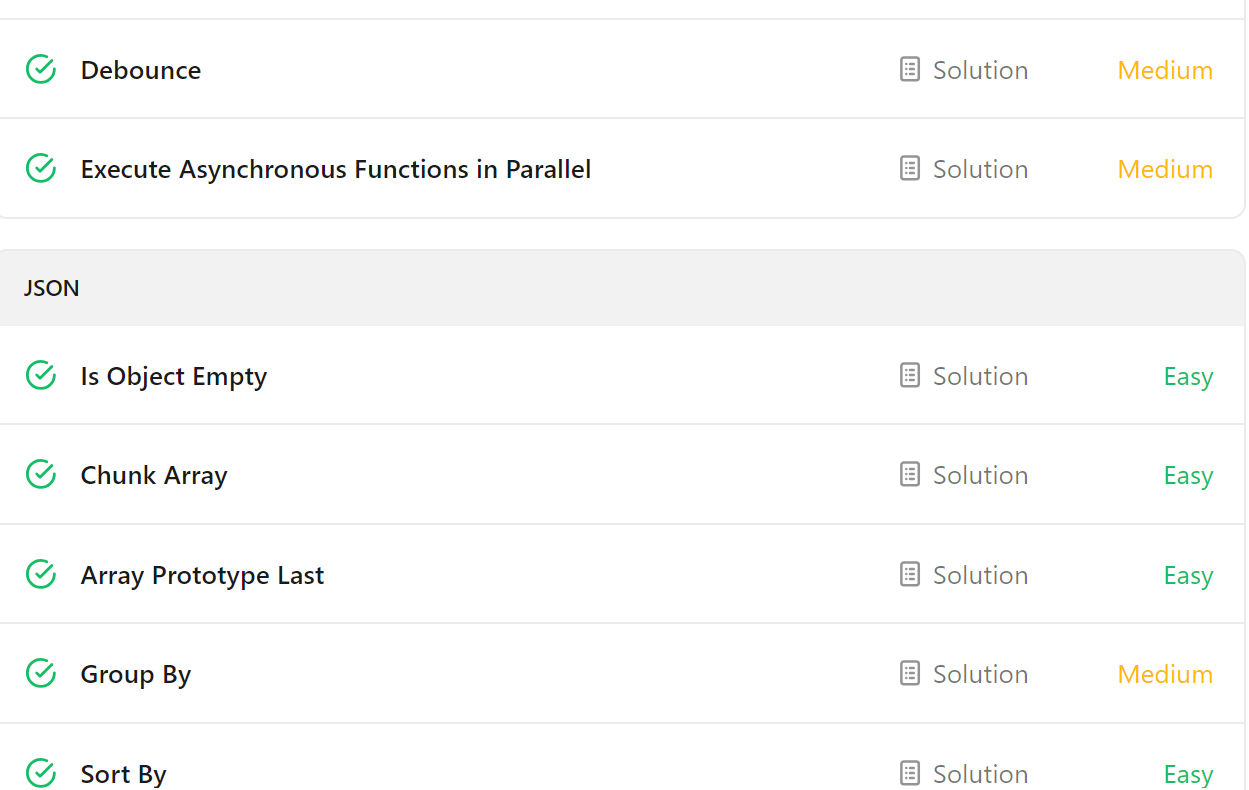 Debounce Solution Medium
Execute Asynchronous Functions in Parallel Solution Medium
JSON
Is Object Empty Solution Easy
Chunk Array Solution Easy
Array Prototype Last Solution Easy
Group By Solution Medium
Sort By Solution Easy